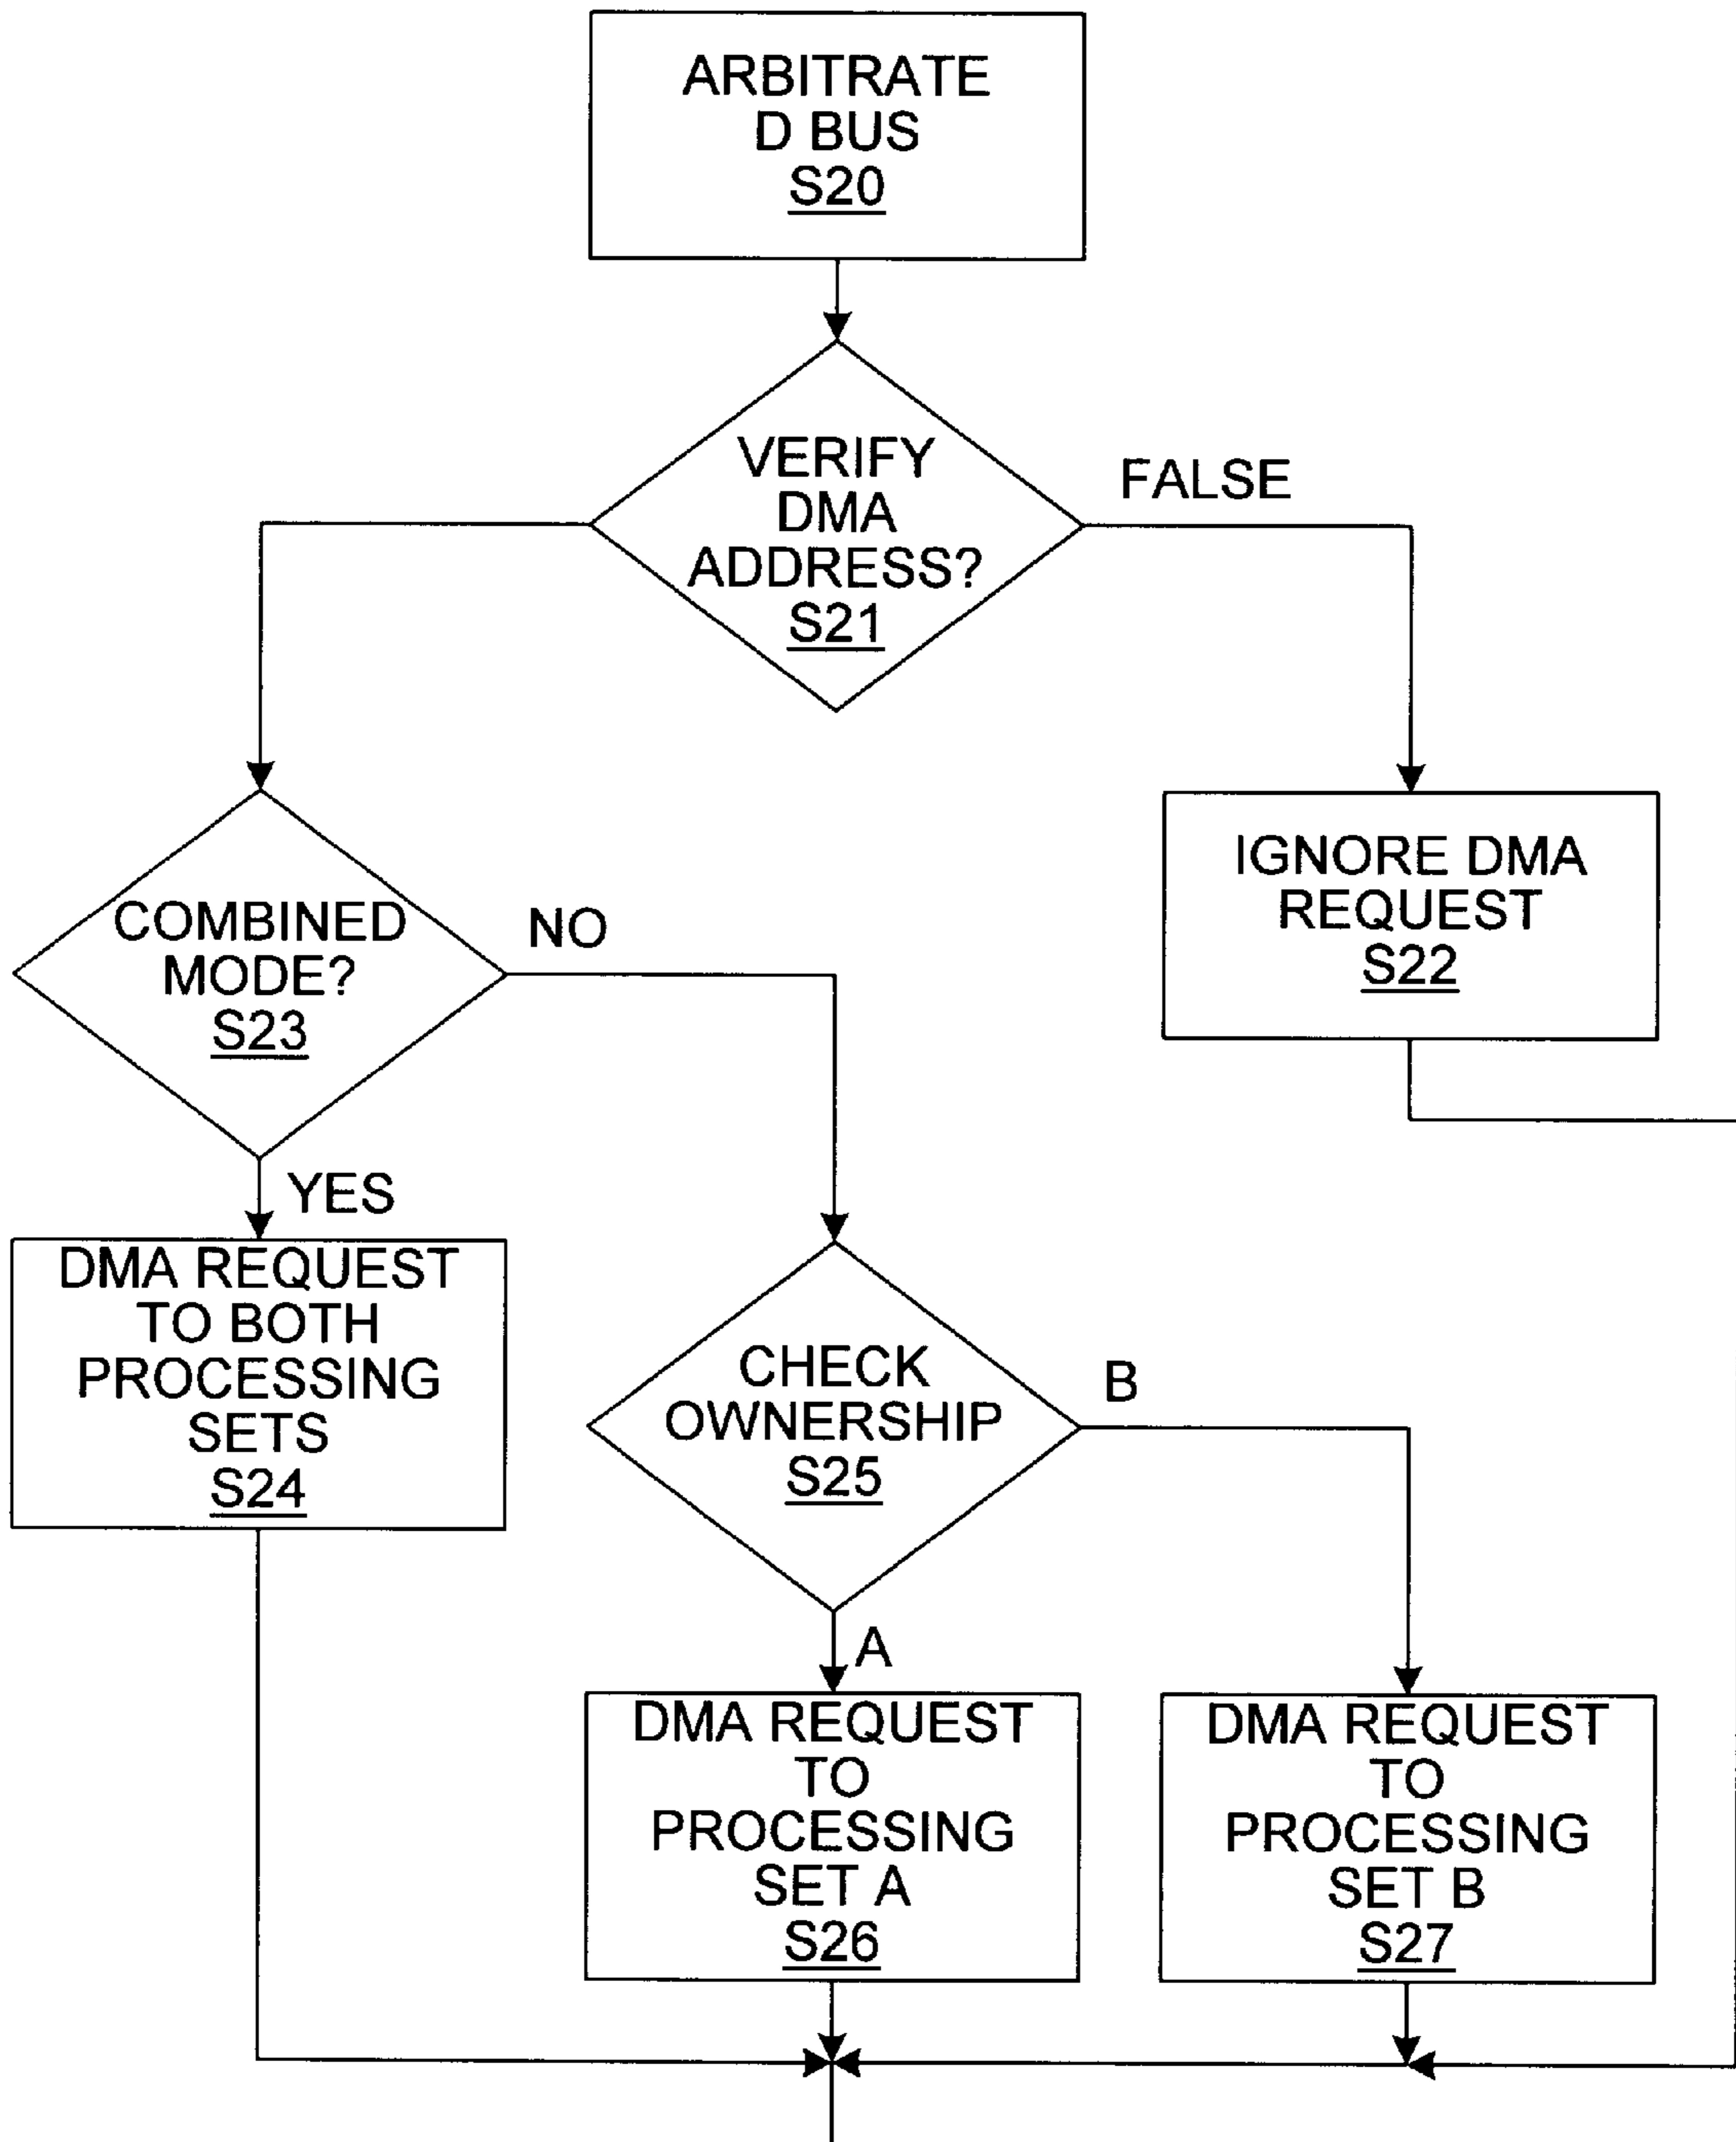 ARBITRATE
D BUS
S20
VERIFY
DMA
ADDRESS?
S21
FALSE
IGNORE DMA
REQUEST
S22
COMBINED
MODE?
S23
NO
YES
DMA REQUEST
TO BOTH
PROCESSING
SETS
S24
CHECK
OWNERSHIP
S25
B
A
DMA REQUEST
TO
PROCESSING
SET A
S26
DMA REQUEST
TO
PROCESSING
SET B
S27